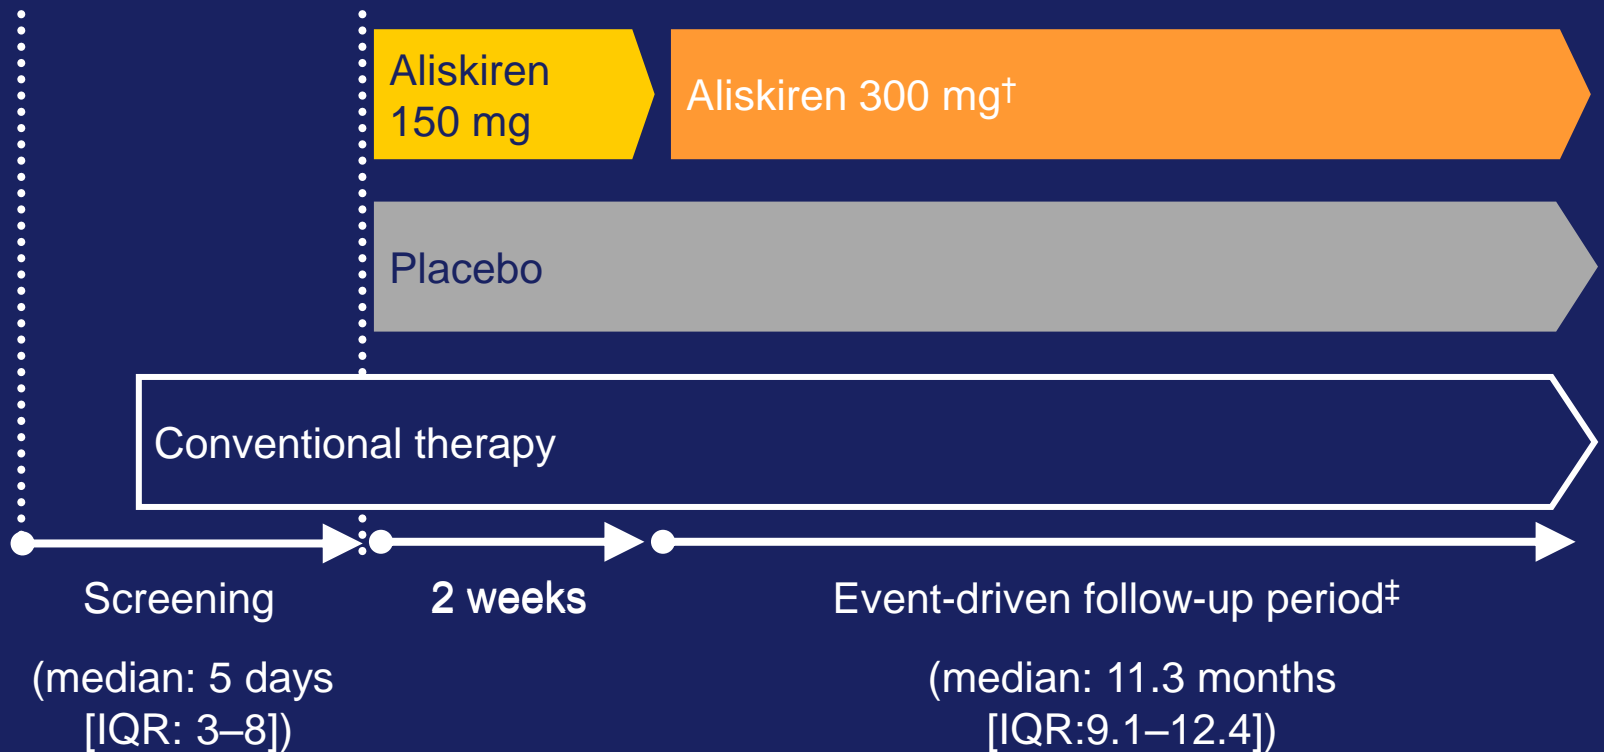 Aliskiren
150 mg
Aliskiren 300 mg†
Placebo
Conventional therapy
Screening
(median: 5 days
[IQR: 3–8])
2 weeks
Event-driven follow-up period‡
(median: 11.3 months
[IQR:9.1–12.4])